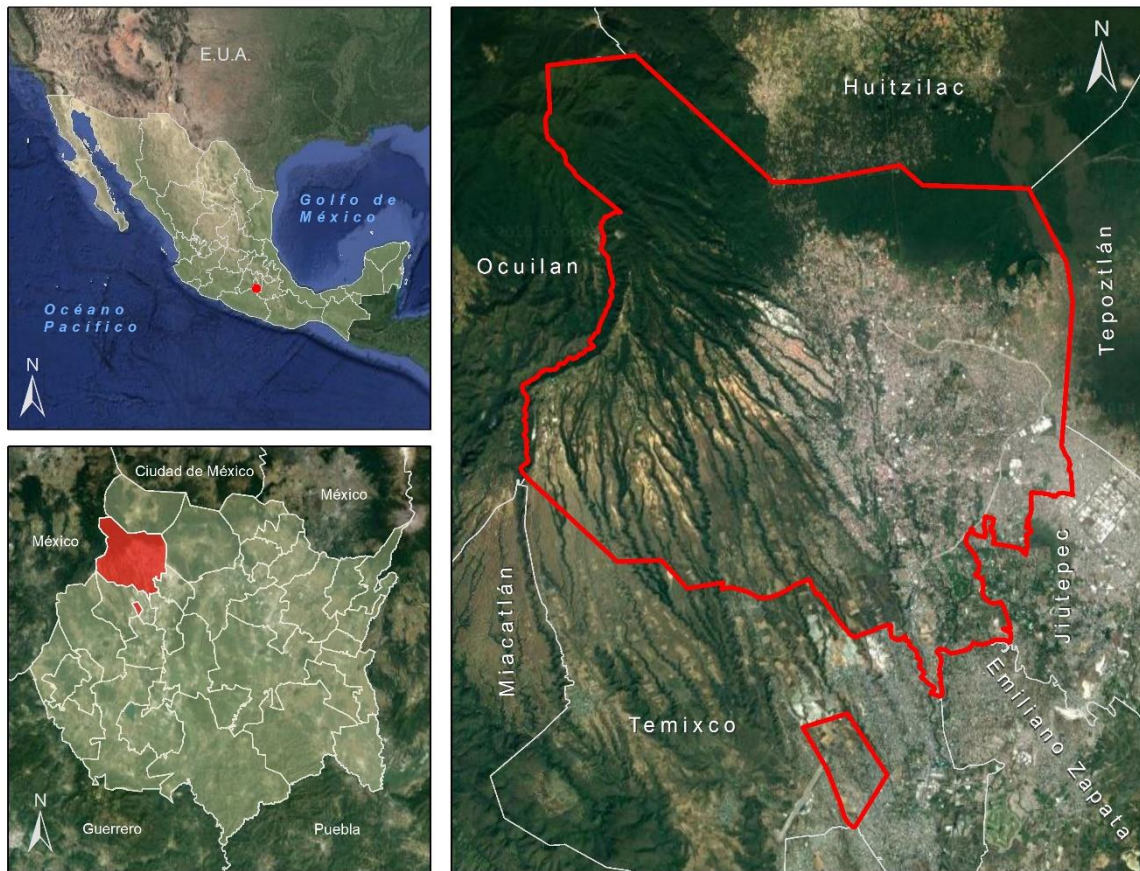 E.U.A.
Golfo de
México
Océano
Pacífico
N
Ciudad de México
México
México
Guerrero
Puebla
N
N
Huitzilac
Ocuilan
Tepoztlán
Jiutepec
Miacatlán
Emiliano Zapata
Temixco